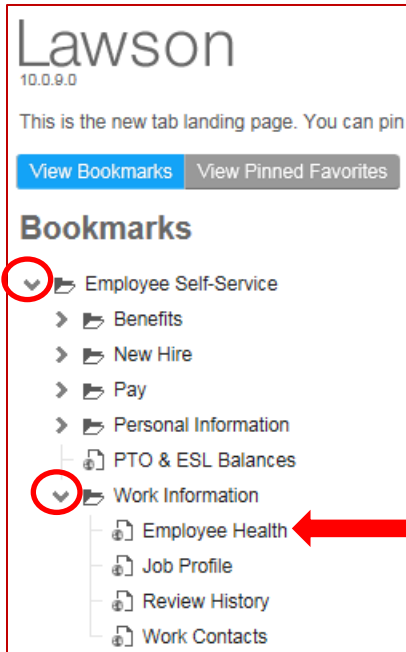 Lawson
10.0.9.0
This is the new tab landing page. You can pin
View Bookmarks View Pinned Favorites
Bookmarks
Employee Self-Service
Benefits
New Hire
Pay
Personal Information
PTO & ESL Balances
Work Information
Employee Health
Job Profile
Review History
Work Contacts